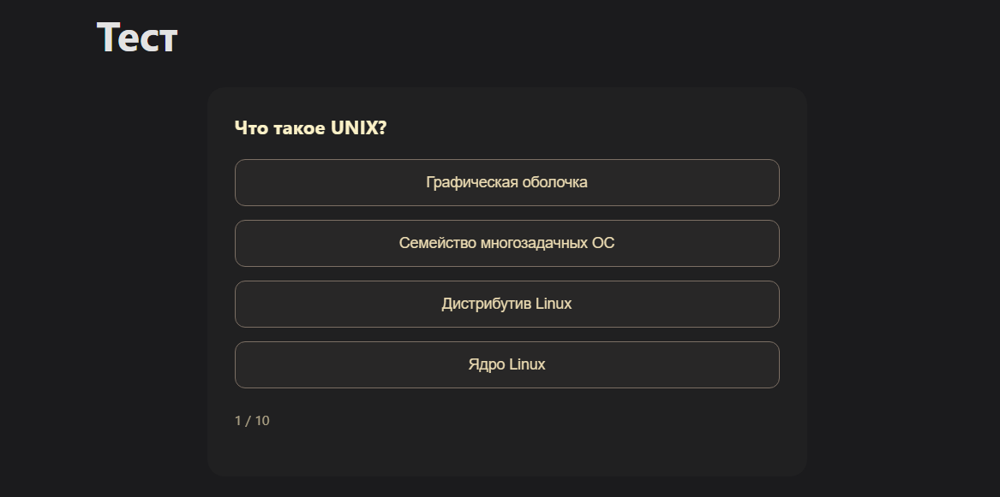 Тест
Что такое UNIX?
Графическая оболочка
Семейство многозадачных ОС
Дистрибутив Linux
Ядро Linux
1 / 10